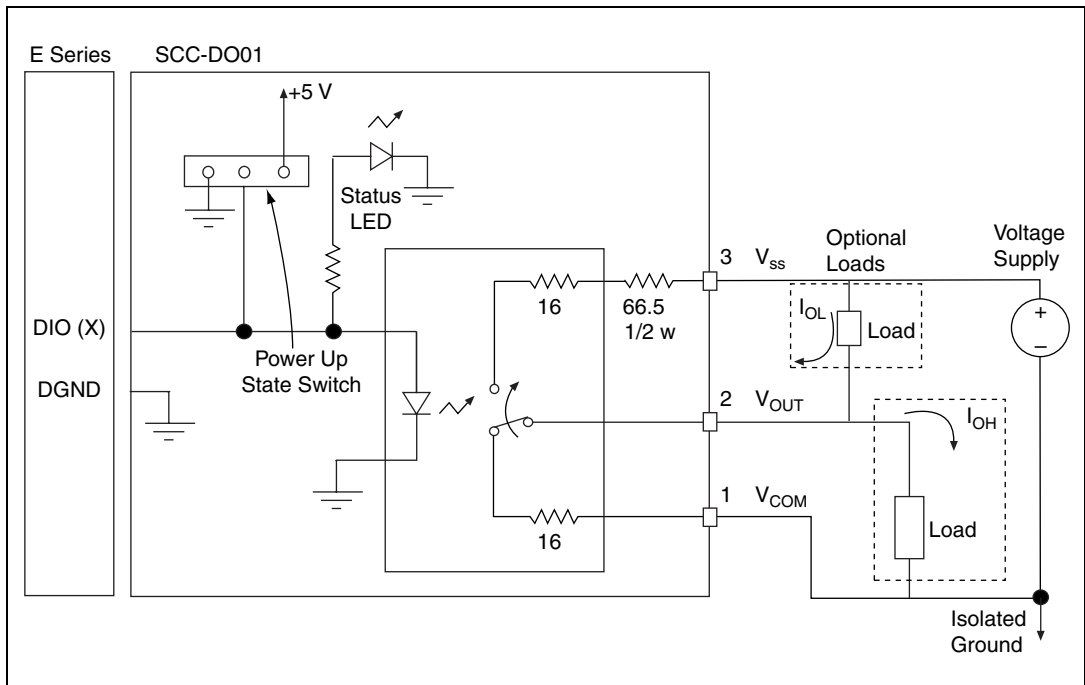 E Series
SCC-DO01
+5 V
Status
LED
DIO (X)
DGND
Power Up
State Switch
16
66.5
1/2 w
16
3 Vss
2 VOUT
1 VCOM
Optional
Loads
IOL
Load
IOH
Load
Voltage
Supply
+
–
Isolated
Ground